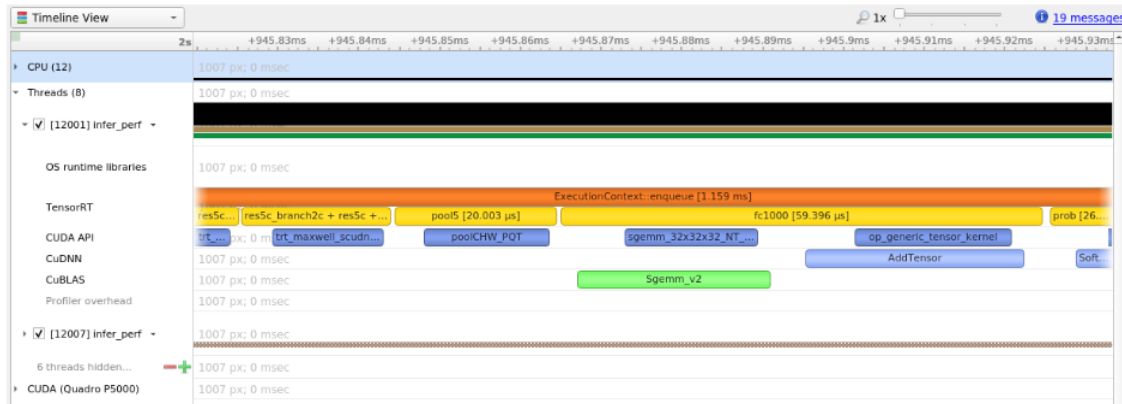 Timeline View 1x 19 messages
2s +945.83ms +945.84ms +945.85ms +945.86ms +945.87ms +945.88ms +945.89ms +945.9ms +945.91ms +945.92ms +945.93ms
CPU (12) 1007 px; 0 msec
Threads (8) 1007 px; 0 msec
[12001] infer_perf
OS runtime libraries 1007 px; 0 msec
ExecutionContext::enqueue [1.159 ms]
TensorRT
res5c... res5c_branch2c + res5c +... pool5 [20.003 µs] fc1000 [59.396 µs] prob [26....
CUDA API trt_... px; 0 m trt_maxwell_scudn... poolCHW_PQT sgemm_32x32x32_NT_... op_generic_tensor_kernel
CuDNN 1007 px; 0 msec AddTensor Soft...
CuBLAS 1007 px; 0 msec Sgemm_v2
Profiler overhead 1007 px; 0 msec
[12007] infer_perf 1007 px; 0 msec
6 threads hidden... 1007 px; 0 msec
CUDA (Quadro P5000) 1007 px; 0 msec